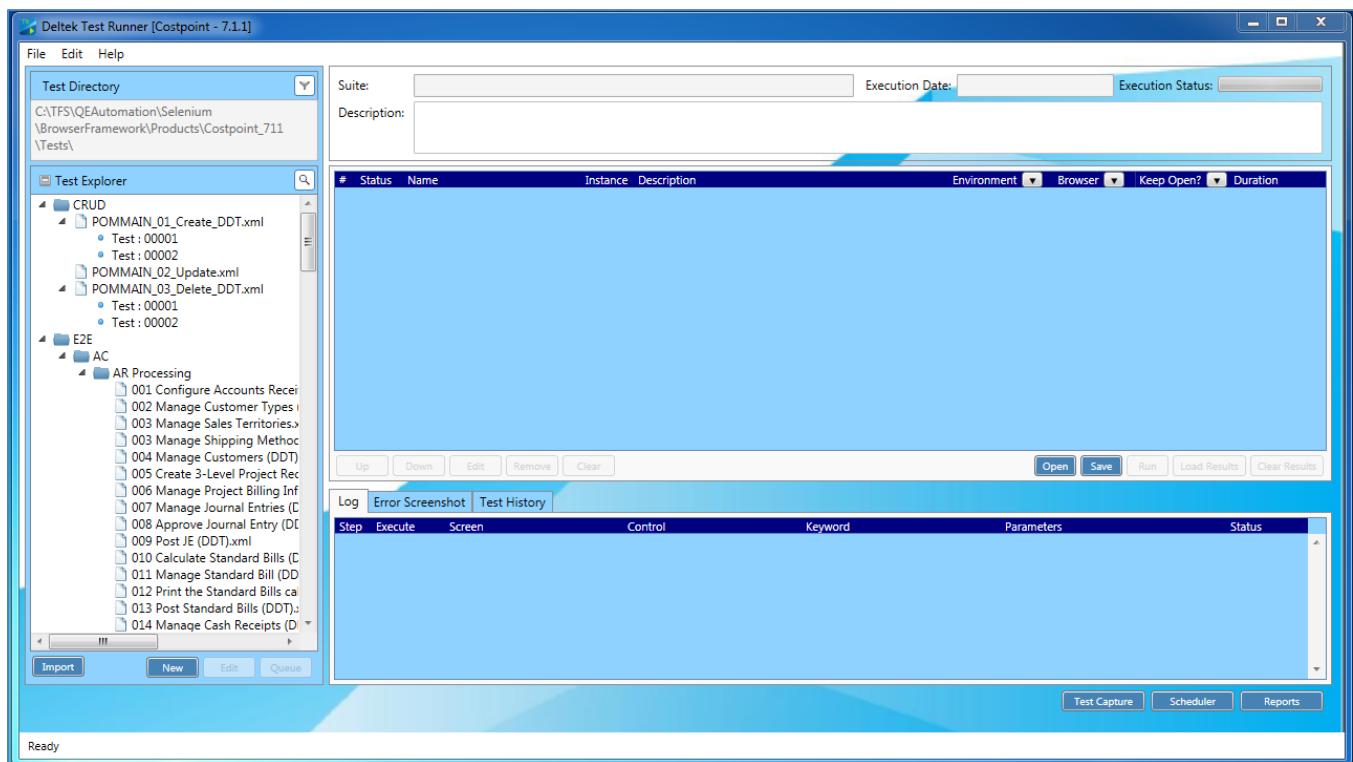 Deltek Test Runner [Costpoint - 7.1.1]
File Edit Help
Test Directory
C:\TFS\QEAutomation\Selenium
\BrowserFramework\Products\Costpoint_711
\Tests\
Test Explorer
CRUD
POMMAIN_01_Create_DDT.xml
Test : 00001
Test : 00002
POMMAIN_02_Update.xml
POMMAIN_03_Delete_DDT.xml
Test : 00001
Test : 00002
E2E
AC
AR Processing
001 Configure Accounts Recei
002 Manage Customer Types
003 Manage Sales Territories.x
003 Manage Shipping Method
004 Manage Customers (DDT)
005 Create 3-Level Project Rec
006 Manage Project Billing Inf
007 Manage Journal Entries (D
008 Approve Journal Entry (DD
009 Post JE (DDT).xml
010 Calculate Standard Bills (D
011 Manage Standard Bill (DD
012 Print the Standard Bills cal
013 Post Standard Bills (DDT).x
014 Manage Cash Receipts (D
Import New Edit Queue
Suite: Execution Date: Execution Status:
Description:
# Status Name Instance Description Environment Browser Keep Open? Duration
Up Down Edit Remove Clear Open Save Run Load Results Clear Results
Log Error Screenshot Test History
Step Execute Screen Control Keyword Parameters Status
Test Capture Scheduler Reports
Ready